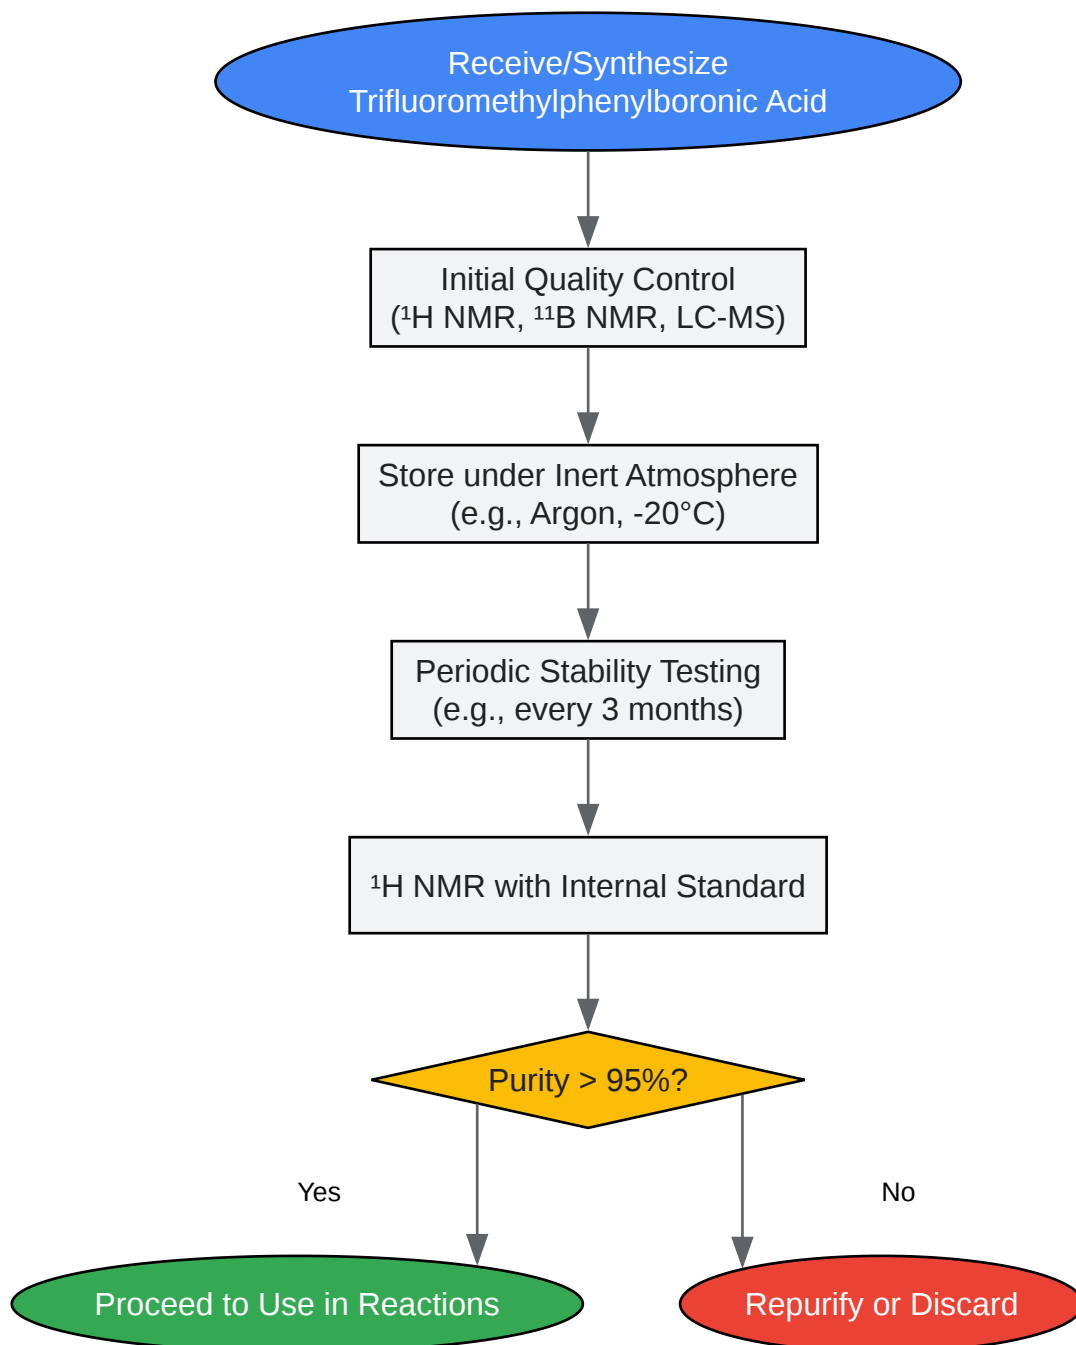 Receive/Synthesize
Trifluoromethylphenylboronic Acid
Initial Quality Control
(¹H NMR, ¹¹B NMR, LC-MS)
Store under Inert Atmosphere
(e.g., Argon, -20°C)
Periodic Stability Testing
(e.g., every 3 months)
¹H NMR with Internal Standard
Purity > 95%?
Yes
No
Proceed to Use in Reactions
Repurify or Discard